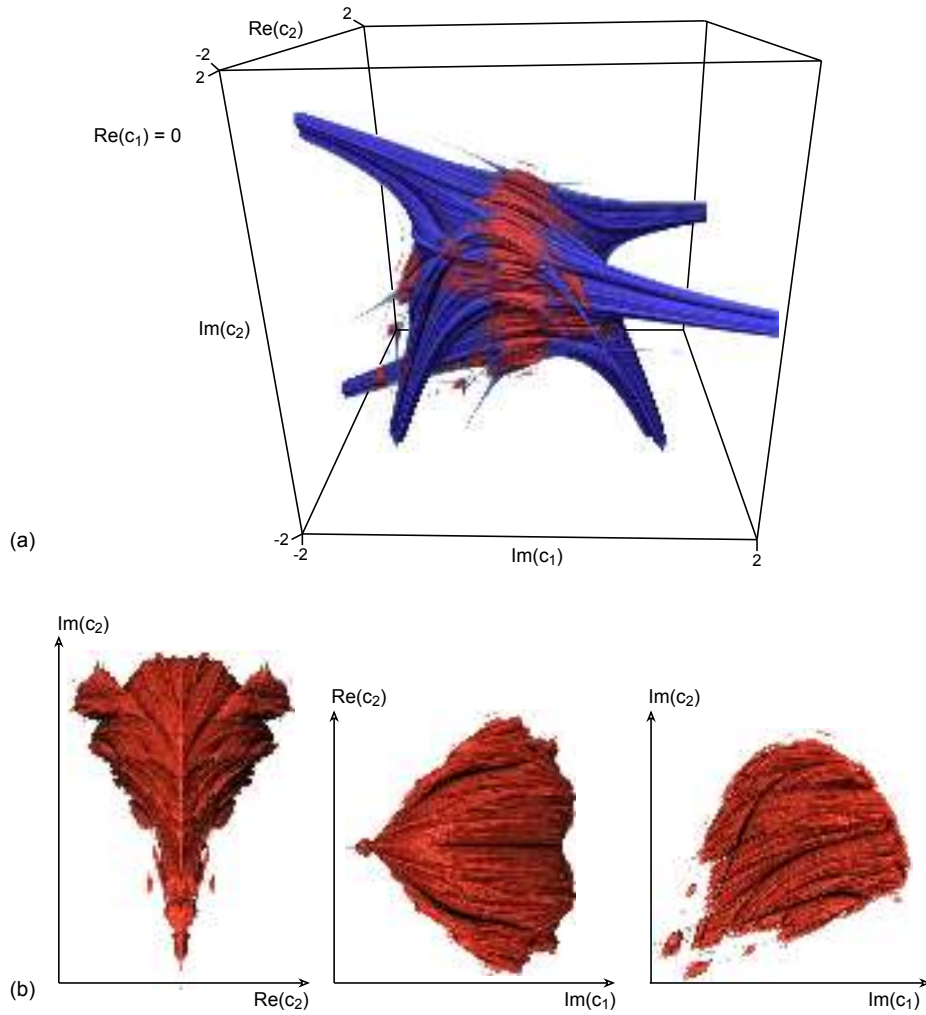 Re(c₂)
2
-2
2
Re(c₁) = 0
Im(c₂)
(a)
-2
-2
Im(c₁)
2
Im(c₂)
Re(c₂)
Im(c₂)
(b)
Re(c₂)
Im(c₁)
Im(c₁)